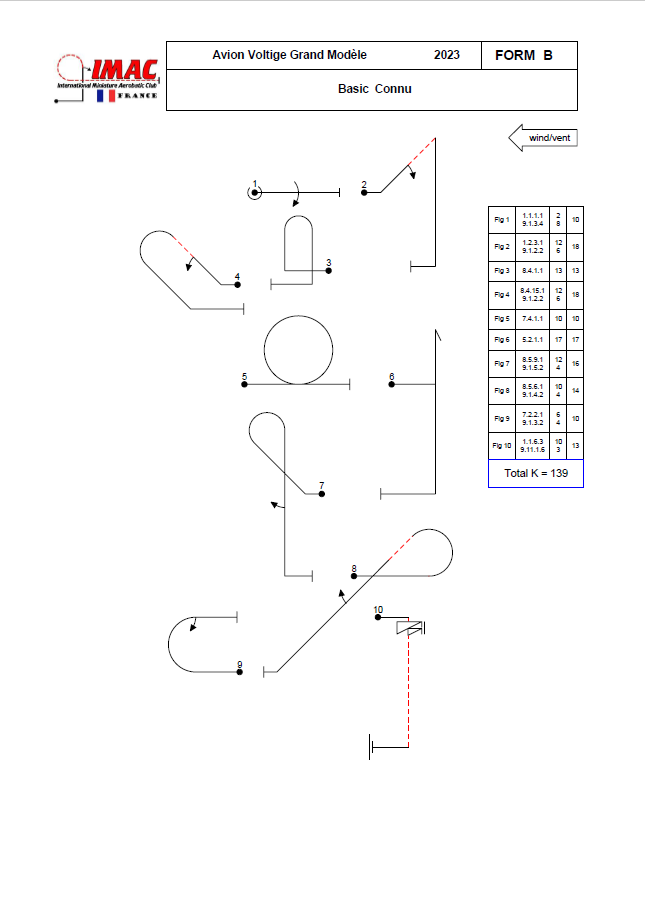 Avion Voltige Grand Modèle 2023 FORM B
IMAC
International Miniature Aerobatic Club
FRANCE
Basic Connu
wind/vent
1
2
3
4
5
6
7
8
9
10
Fig 1 1.1.1.1 2 10
9.1.3.4 8
Fig 2 1.2.3.1 12 18
9.1.2.2 6
Fig 3 8.4.1.1 13 13
Fig 4 8.4.15.1 12 18
9.1.2.2 6
Fig 5 7.4.1.1 10 10
Fig 6 5.2.1.1 17 17
Fig 7 8.5.9.1 12 16
9.1.5.2 4
Fig 8 8.5.6.1 10 14
9.1.4.2 4
Fig 9 7.2.2.1 6 10
9.1.3.2 4
Fig 10 1.1.6.3 10 13
9.11.1.6 3
Total K = 139